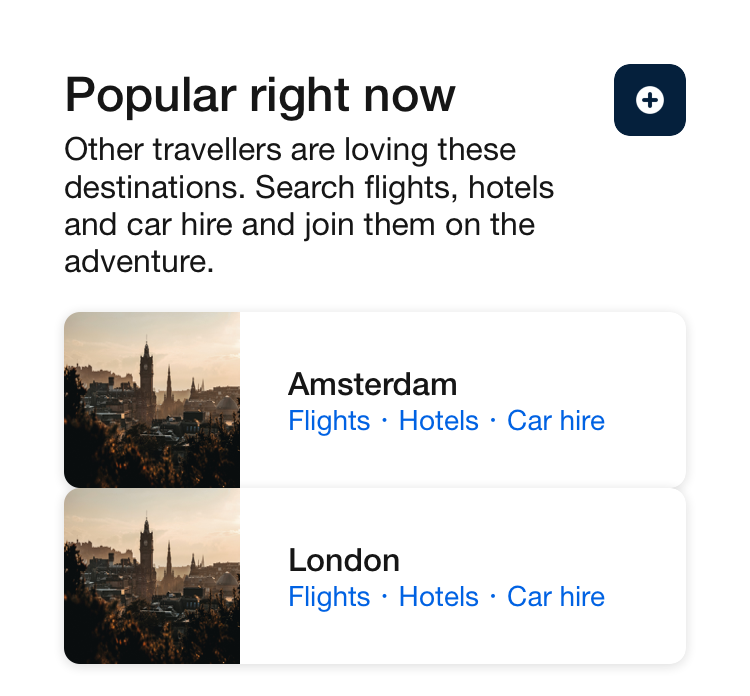 Popular right now
Other travellers are loving these
destinations. Search flights, hotels
and car hire and join them on the
adventure.
Amsterdam
Flights · Hotels · Car hire
London
Flights · Hotels · Car hire